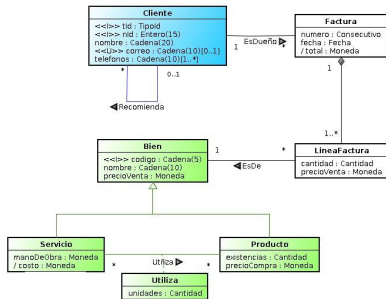 Cliente
<<I>> tId : TipoId
<<I>> nId : Entero(15)
nombre : Cadena(20)
<<U>> correo : Cadena(10)[0..1]
telefonos : Cadena(10)[1..*]
EsDueño
1
*
Factura
numero : Consecutivo
fecha : Fecha
/ total : Moneda
*
0..1
Recomienda
1
1..*
Bien
<<I>> codigo : Cadena(5)
nombre : Cadena(10)
precioVenta : Moneda
1
*
EsDe
LineaFactura
cantidad : Cantidad
precioVenta : Moneda
Servicio
manoDeObra : Moneda
/ costo : Moneda
*
Utiliza
*
Producto
existencias : Cantidad
precioCompra : Moneda
Utiliza
unidades : Cantidad